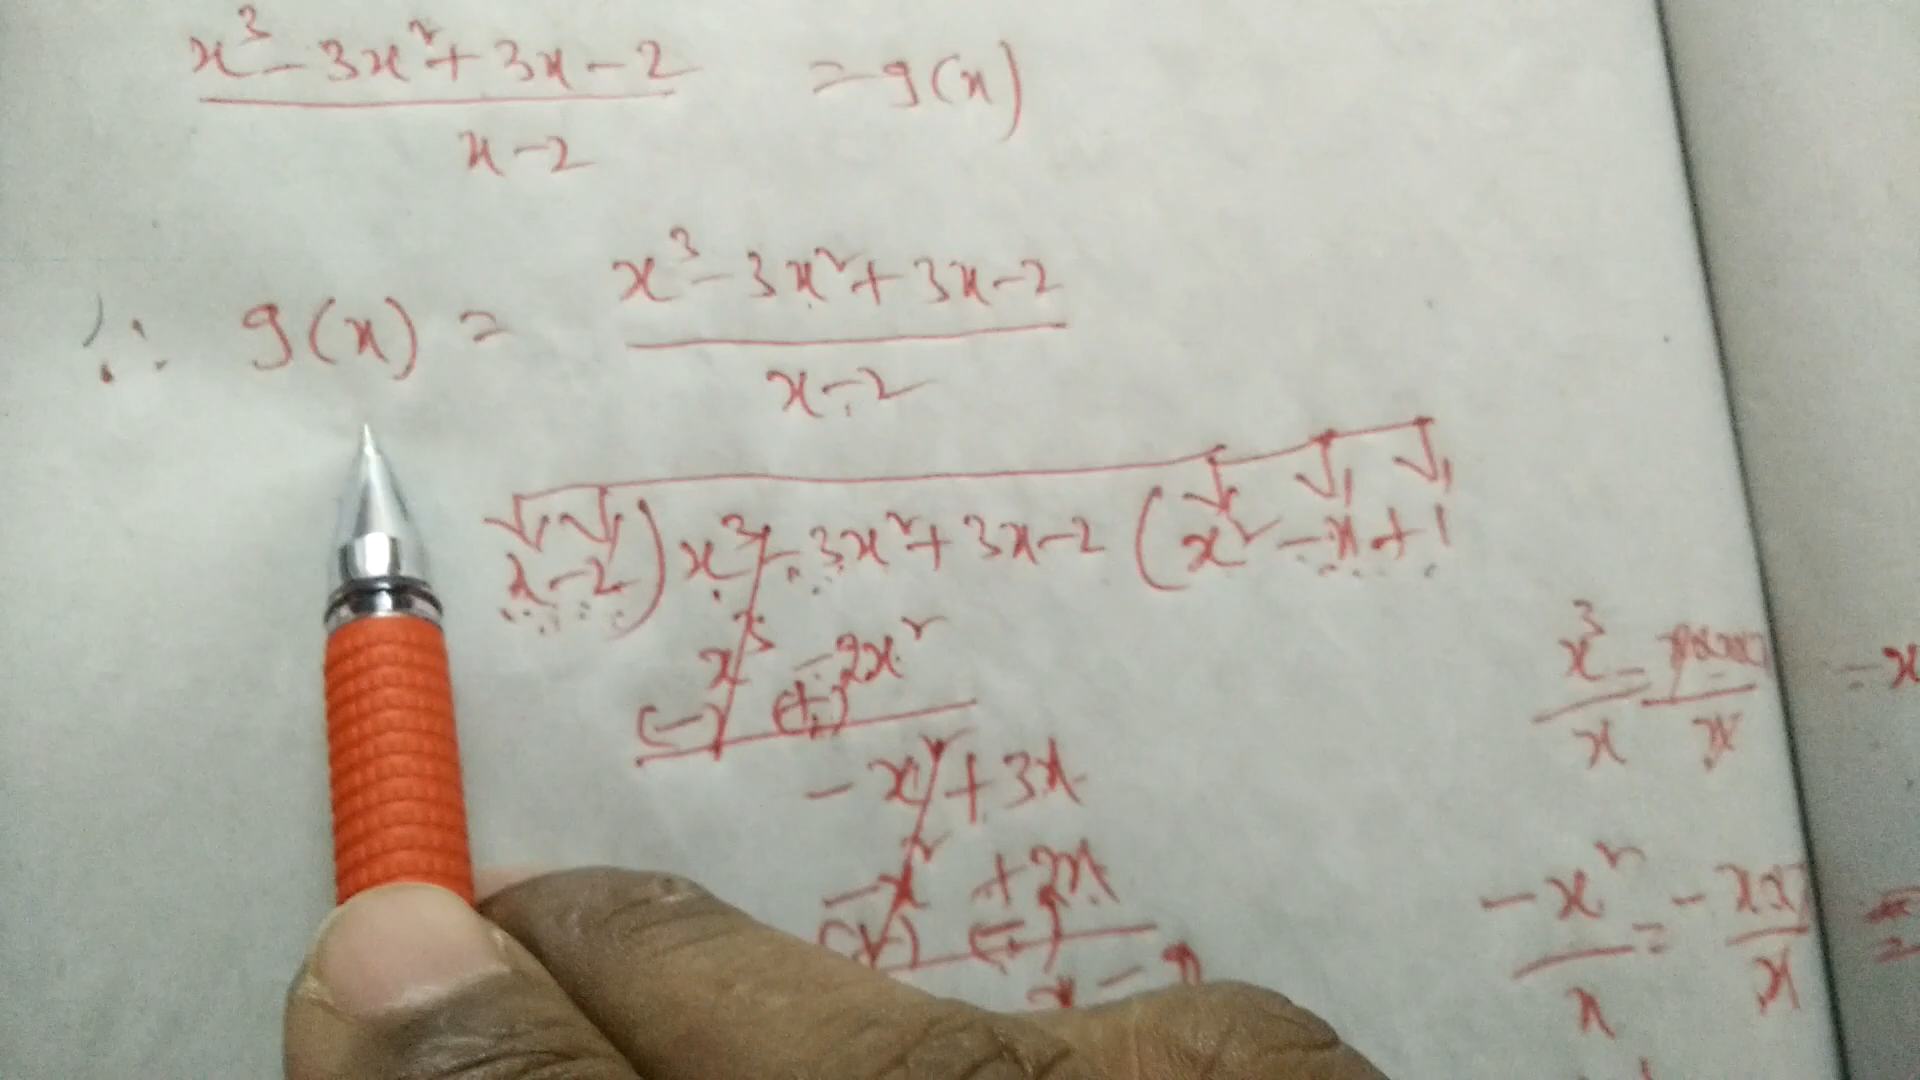 x³ - 3x² + 3x - 2 = g(x)
x - 2
∴ g(x) = x³ - 3x² + 3x - 2
x - 2
x - 2 ) x³ - 3x² + 3x - 2 ( x² - x + 1
x³ - 2x²
(-) (+)
- x² + 3x
- x² + 2x
(+) (-)
x -
x³
x x
- x
- x² = - x x
x x